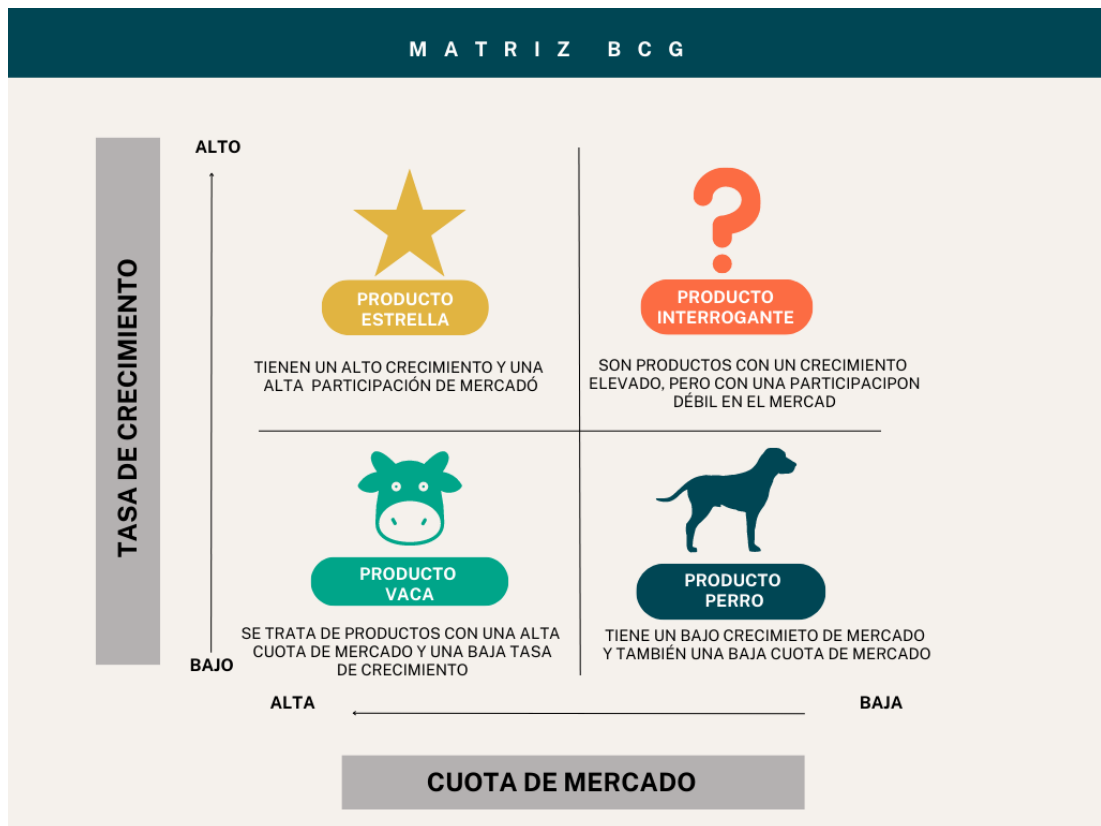 MATRIZ BCG
ALTO
TASA DE CRECIMIENTO
PRODUCTO
ESTRELLA
TIENEN UN ALTO CRECIMIENTO Y UNA
ALTA PARTICIPACIÓN DE MERCADÓ
PRODUCTO
INTERROGANTE
SON PRODUCTOS CON UN CRECIMIENTO
ELEVADO, PERO CON UNA PARTICIPACIPON
DÉBIL EN EL MERCAD
PRODUCTO
VACA
SE TRATA DE PRODUCTOS CON UNA ALTA
CUOTA DE MERCADO Y UNA BAJA TASA
DE CRECIMIENTO
PRODUCTO
PERRO
TIENE UN BAJO CRECIMIETO DE MERCADO
Y TAMBIÉN UNA BAJA CUOTA DE MERCADO
BAJO
ALTA
BAJA
CUOTA DE MERCADO